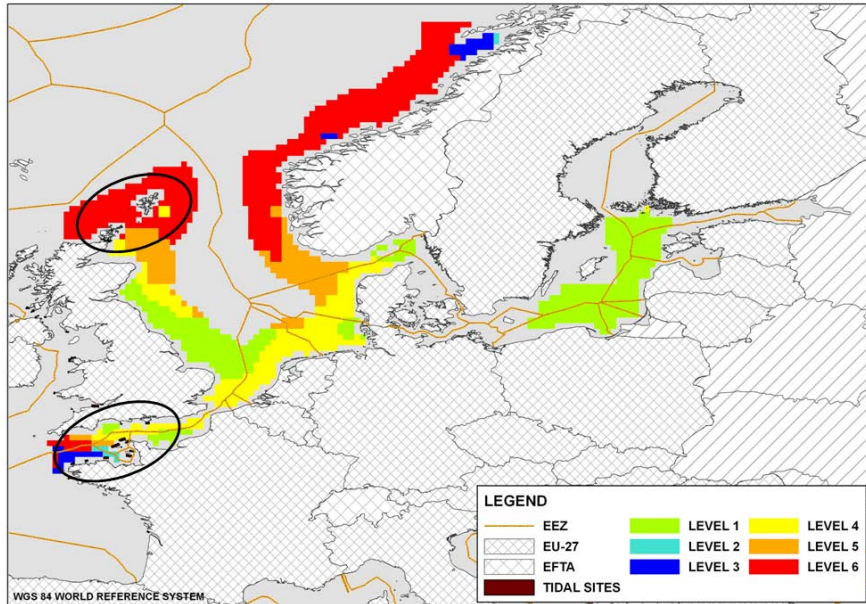 LEGEND
EEZ
EU-27
EFTA
TIDAL SITES
LEVEL 1
LEVEL 2
LEVEL 3
LEVEL 4
LEVEL 5
LEVEL 6
WGS 84 WORLD REFERENCE SYSTEM